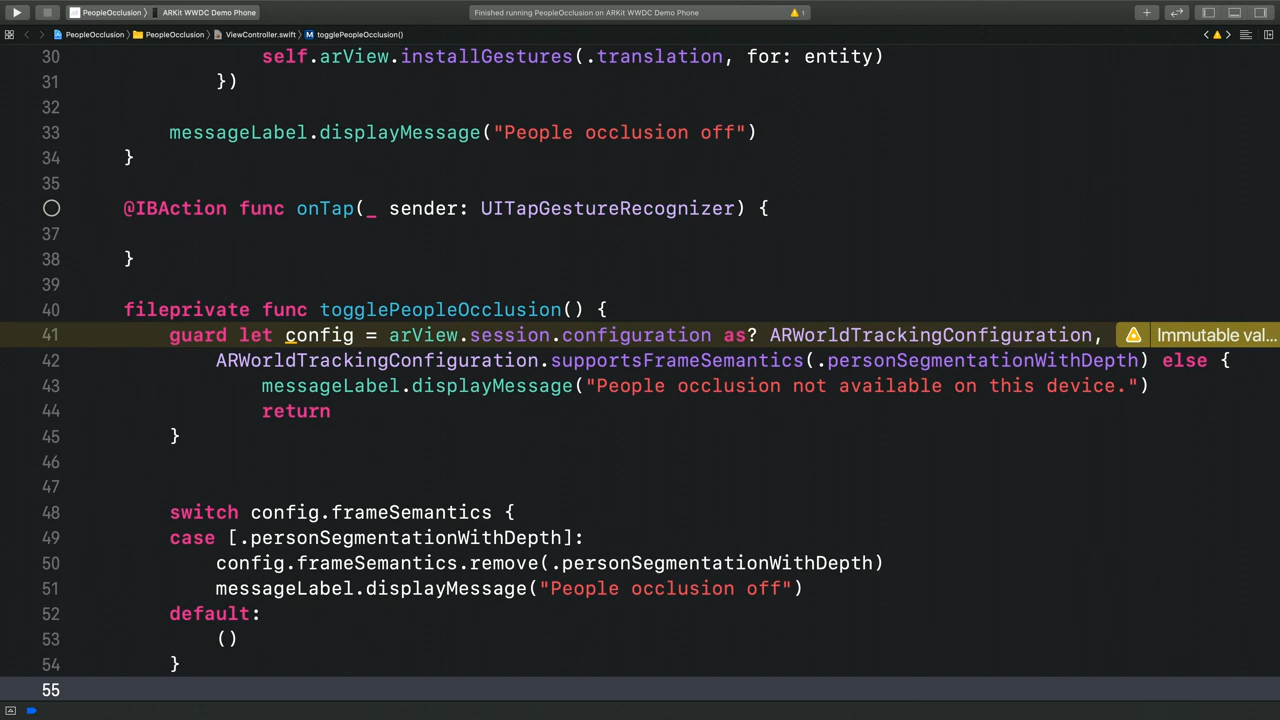 PeopleOcclusion 〉 ARKit WWDC Demo Phone
Finished running PeopleOcclusion on ARKit WWDC Demo Phone
1
PeopleOcclusion 〉 PeopleOcclusion 〉 ViewController.swift 〉 M togglePeopleOcclusion()
30 self.arView.installGestures(.translation, for: entity)
31 })
32
33 messageLabel.displayMessage("People occlusion off")
34 }
35
@IBAction func onTap(_ sender: UITapGestureRecognizer) {
37
38 }
39
40 fileprivate func togglePeopleOcclusion() {
41 guard let config = arView.session.configuration as? ARWorldTrackingConfiguration, Immutable val...
42 ARWorldTrackingConfiguration.supportsFrameSemantics(.personSegmentationWithDepth) else {
43 messageLabel.displayMessage("People occlusion not available on this device.")
44 return
45 }
46
47
48 switch config.frameSemantics {
49 case [.personSegmentationWithDepth]:
50 config.frameSemantics.remove(.personSegmentationWithDepth)
51 messageLabel.displayMessage("People occlusion off")
52 default:
53 ()
54 }
55